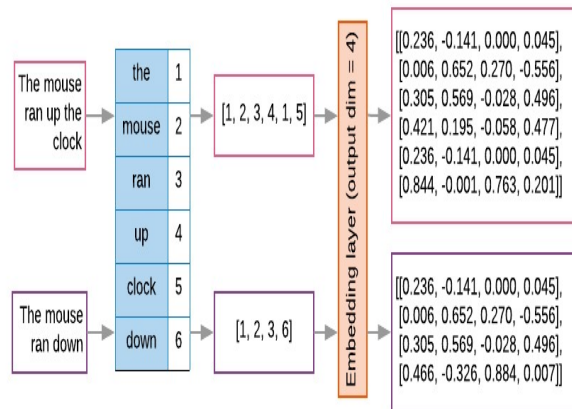 The mouse
ran up the
clock
the 1
mouse 2
ran 3
up 4
clock 5
down 6
[1, 2, 3, 4, 1, 5]
Embedding layer (output dim = 4)
[[0.236, -0.141, 0.000, 0.045],
[0.006, 0.652, 0.270, -0.556],
[0.305, 0.569, -0.028, 0.496],
[0.421, 0.195, -0.058, 0.477],
[0.236, -0.141, 0.000, 0.045],
[0.844, -0.001, 0.763, 0.201]]
The mouse
ran down
[1, 2, 3, 6]
[[0.236, -0.141, 0.000, 0.045],
[0.006, 0.652, 0.270, -0.556],
[0.305, 0.569, -0.028, 0.496],
[0.466, -0.326, 0.884, 0.007]]